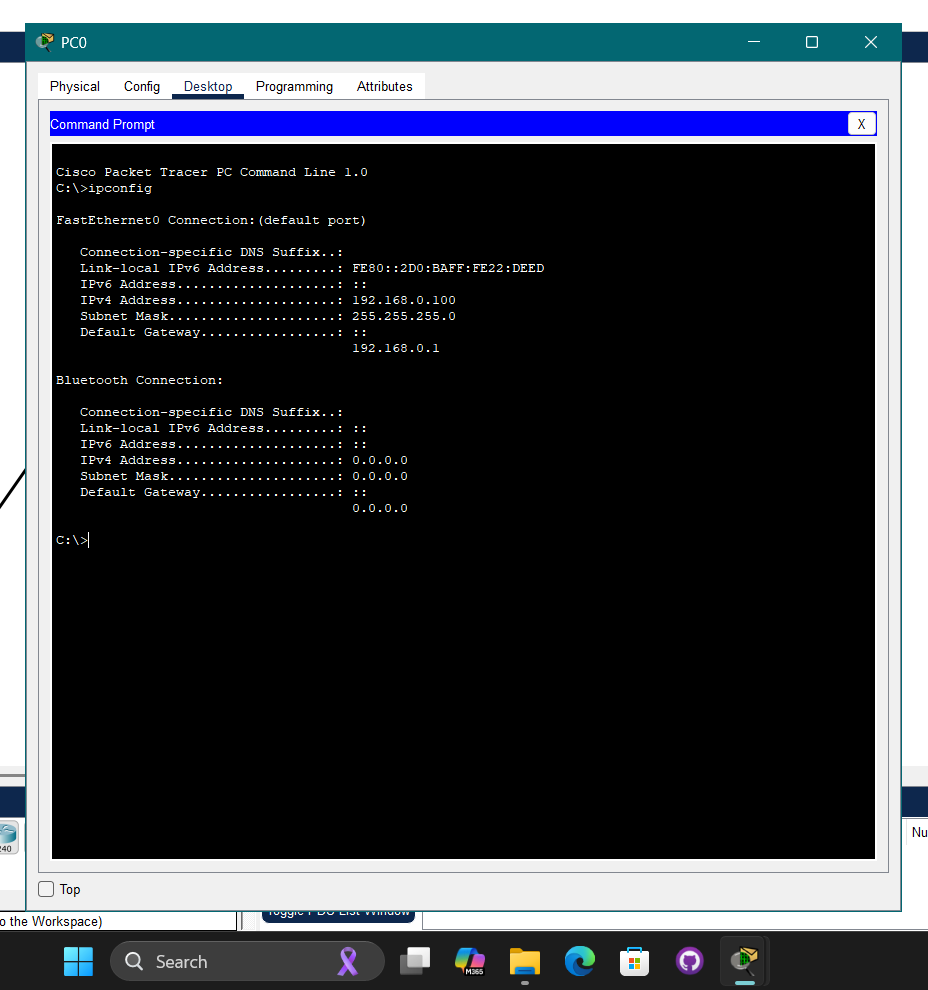 PC0
Physical Config Desktop Programming Attributes
Command Prompt X
Cisco Packet Tracer PC Command Line 1.0
C:\>ipconfig
FastEthernet0 Connection:(default port)
Connection-specific DNS Suffix..:
Link-local IPv6 Address.........: FE80::2D0:BAFF:FE22:DEED
IPv6 Address....................: ::
IPv4 Address....................: 192.168.0.100
Subnet Mask.....................: 255.255.255.0
Default Gateway.................: ::
192.168.0.1
Bluetooth Connection:
Connection-specific DNS Suffix..:
Link-local IPv6 Address.........: ::
IPv6 Address....................: ::
IPv4 Address....................: 0.0.0.0
Subnet Mask.....................: 0.0.0.0
Default Gateway.................: ::
0.0.0.0
C:\>
Nu
240
Top
Toggle PDU List Window
o the Workspace)
Search
M365